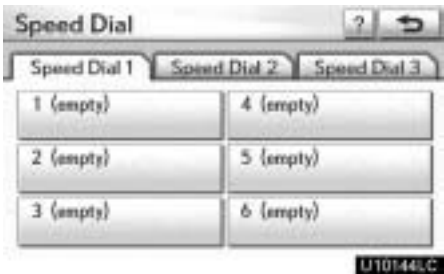 Speed Dial ?
Speed Dial 1 Speed Dial 2 Speed Dial 3
1 (empty) 4 (empty)
2 (empty) 5 (empty)
3 (empty) 6 (empty)
U10144LC